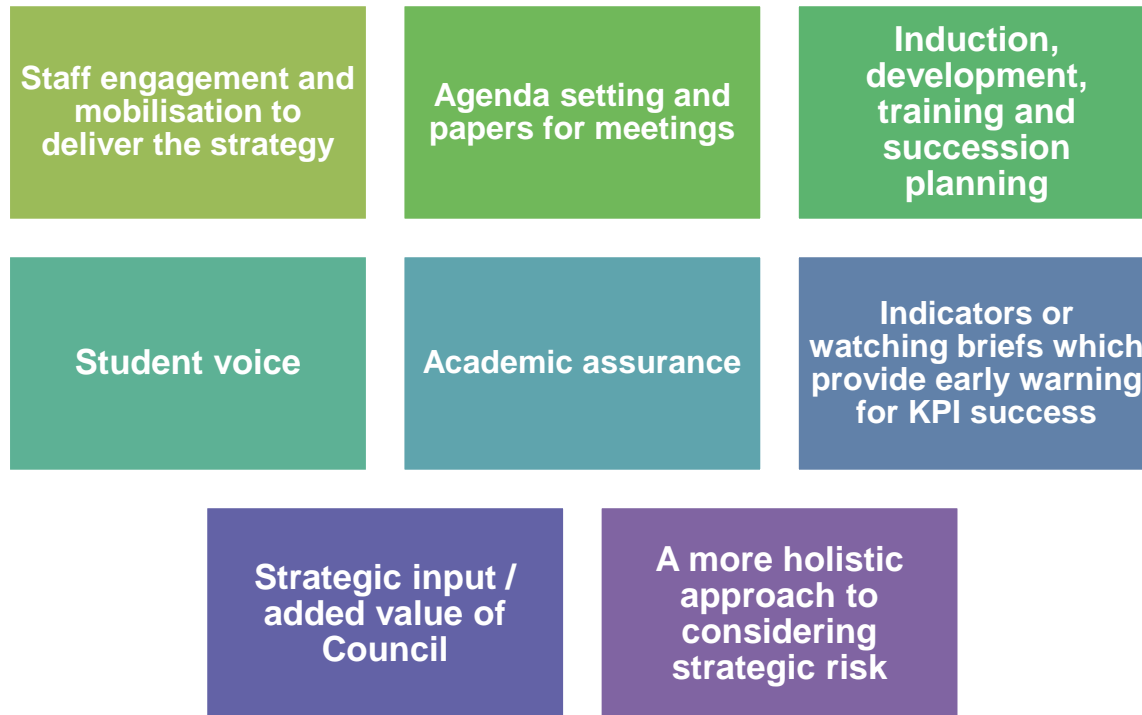 Staff engagement and
mobilisation to
deliver the strategy
Agenda setting and
papers for meetings
Induction,
development,
training and
succession
planning
Student voice
Academic assurance
Indicators or
watching briefs which
provide early warning
for KPI success
Strategic input /
added value of
Council
A more holistic
approach to
considering
strategic risk